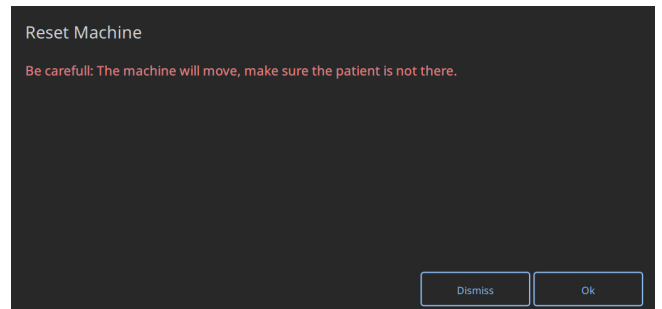 Reset Machine
Be carefull: The machine will move, make sure the patient is not there.
Dismiss
Ok